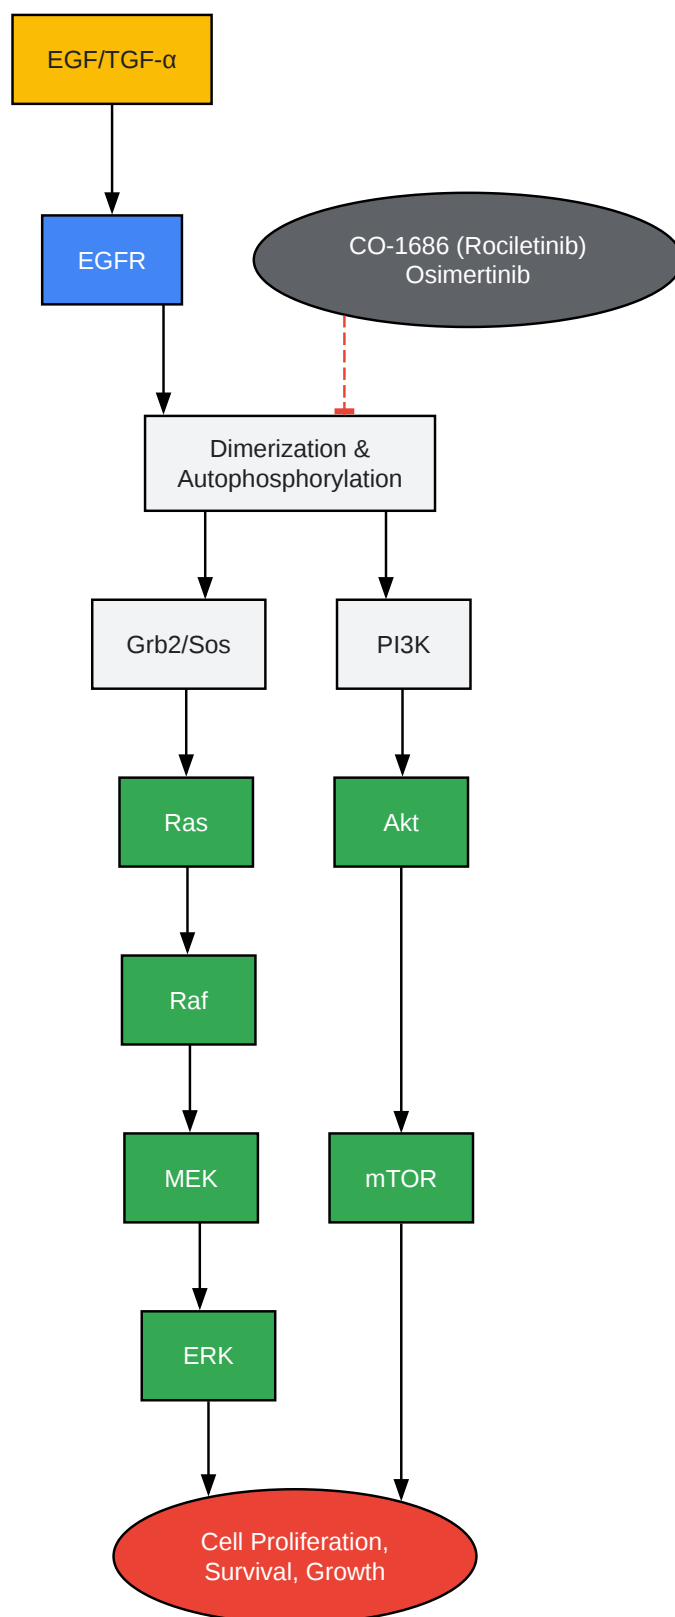 EGF/TGF-α
EGFR
CO-1686 (Rociletinib)
Osimertinib
Dimerization &
Autophosphorylation
Grb2/Sos
PI3K
Ras
Akt
Raf
MEK
mTOR
ERK
Cell Proliferation,
Survival, Growth